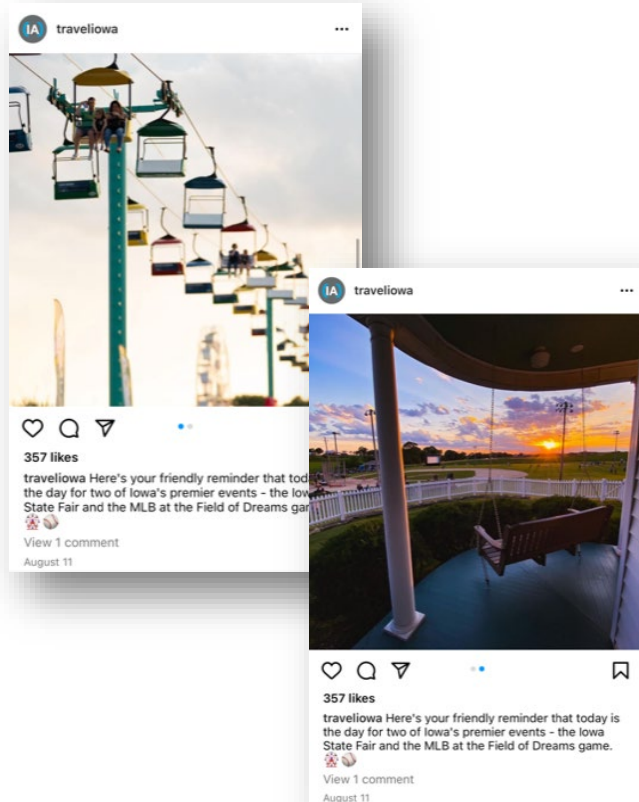 IA traveliowa
357 likes
traveliowa Here's your friendly reminder that
the day for two of Iowa's premier events - the
State Fair and the MLB at the Field of Dreams
View 1 comment
August 11
IA traveliowa
357 likes
traveliowa Here's your friendly reminder that today is
the day for two of Iowa's premier events - the Iowa
State Fair and the MLB at the Field of Dreams game.
View 1 comment
August 11